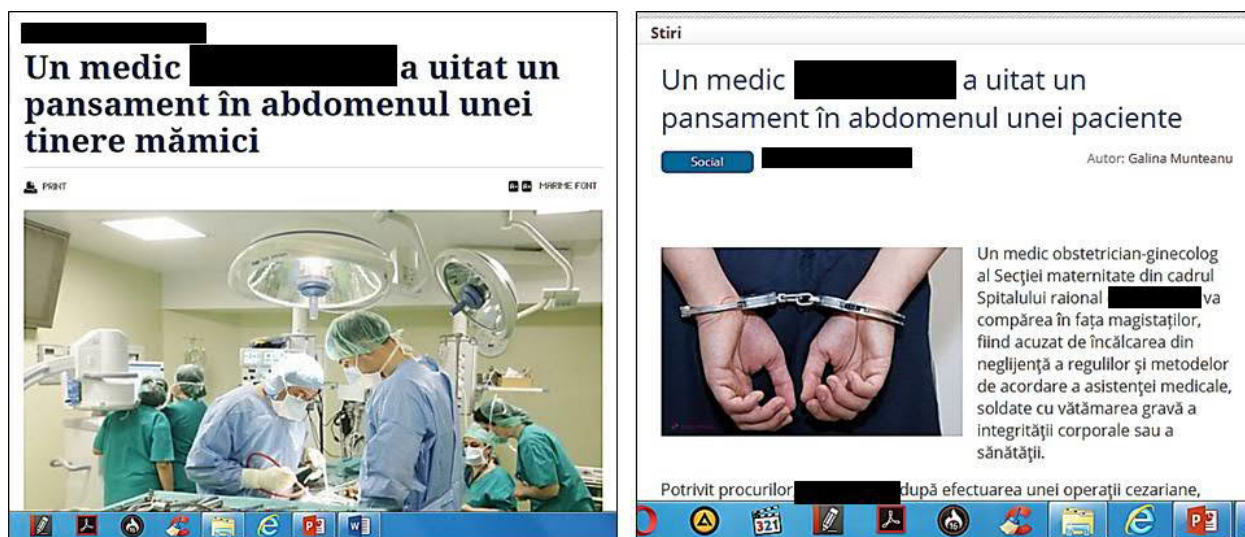 Un medic a uitat un
pansament în abdomenul unei
tinere mămici
PRINT
MARIME FONT
Stiri
Un medic a uitat un
pansament în abdomenul unei paciente
Social
Autor: Galina Munteanu
Un medic obstetrician-ginecolog
al Secției maternitate din cadrul
Spitalului raional va
compărea în fața magistaților,
fiind acuzat de încălcarea din
neglijență a regulilor și metodelor
de acordare a asistenței medicale,
soldate cu vătămarea gravă a
integrității corporale sau a
sănătății.
Potrivit procurilor, după efectuarea unei operații cezariane,
321